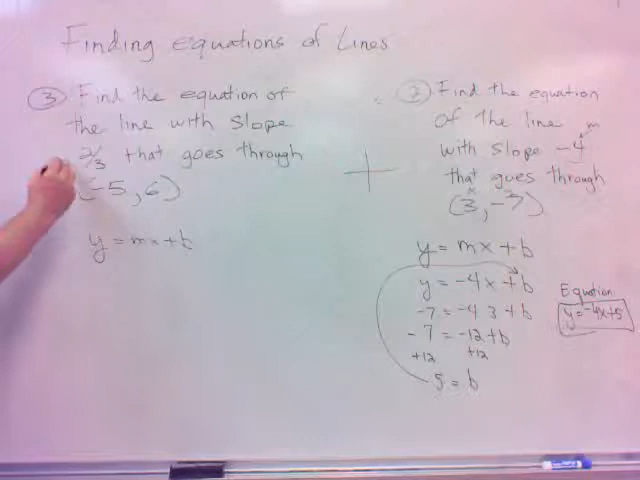 Finding equations of Lines
③ Find the equation of
the line with slope
2/3 that goes through
(-5, 6)
y = mx + b
② Find the equation
of the line m
with slope -4
that goes through
x y
(3, -7)
y = mx + b
y = -4x + b
-7 = -4 3 + b
-7 = -12 + b
+12 +12
5 = b
Equation
y = -4x + 5